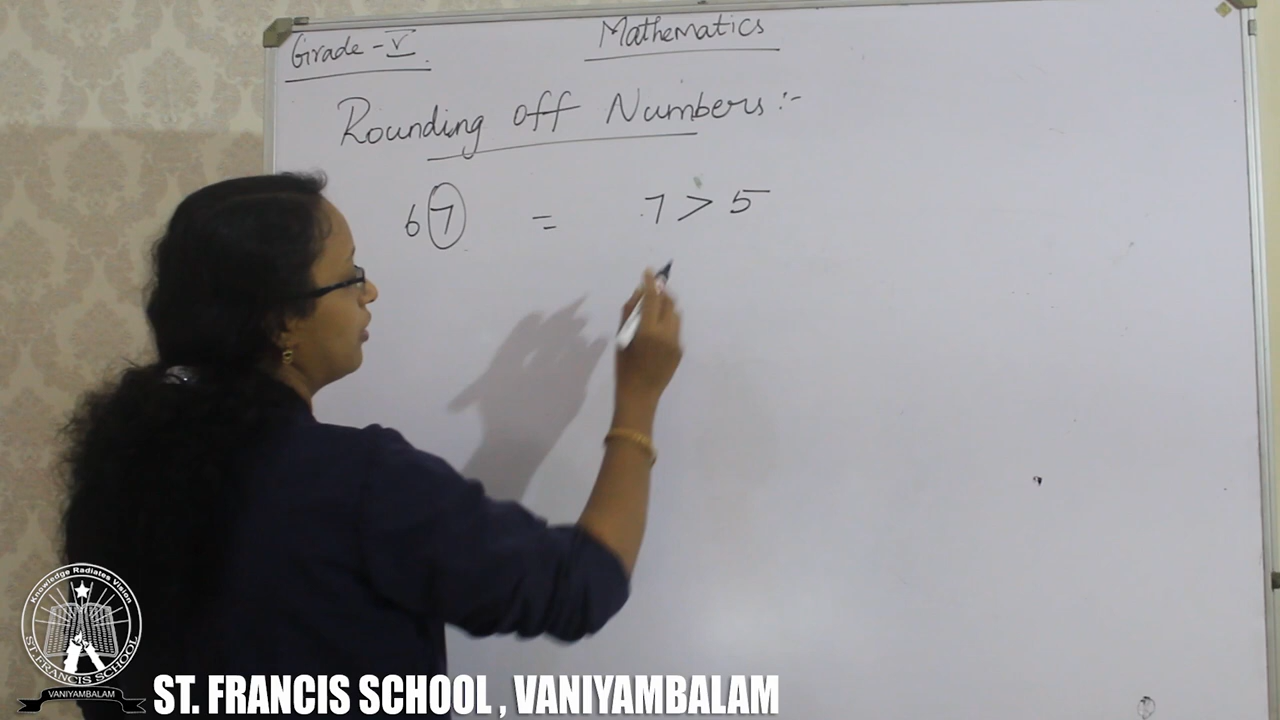 Grade - V
Mathematics
Rounding off Numbers :-
67 = 7 > 5
Knowledge Radiates Vision
ST. FRANCIS SCHOOL
VANIYAMBALAM
ST. FRANCIS SCHOOL , VANIYAMBALAM